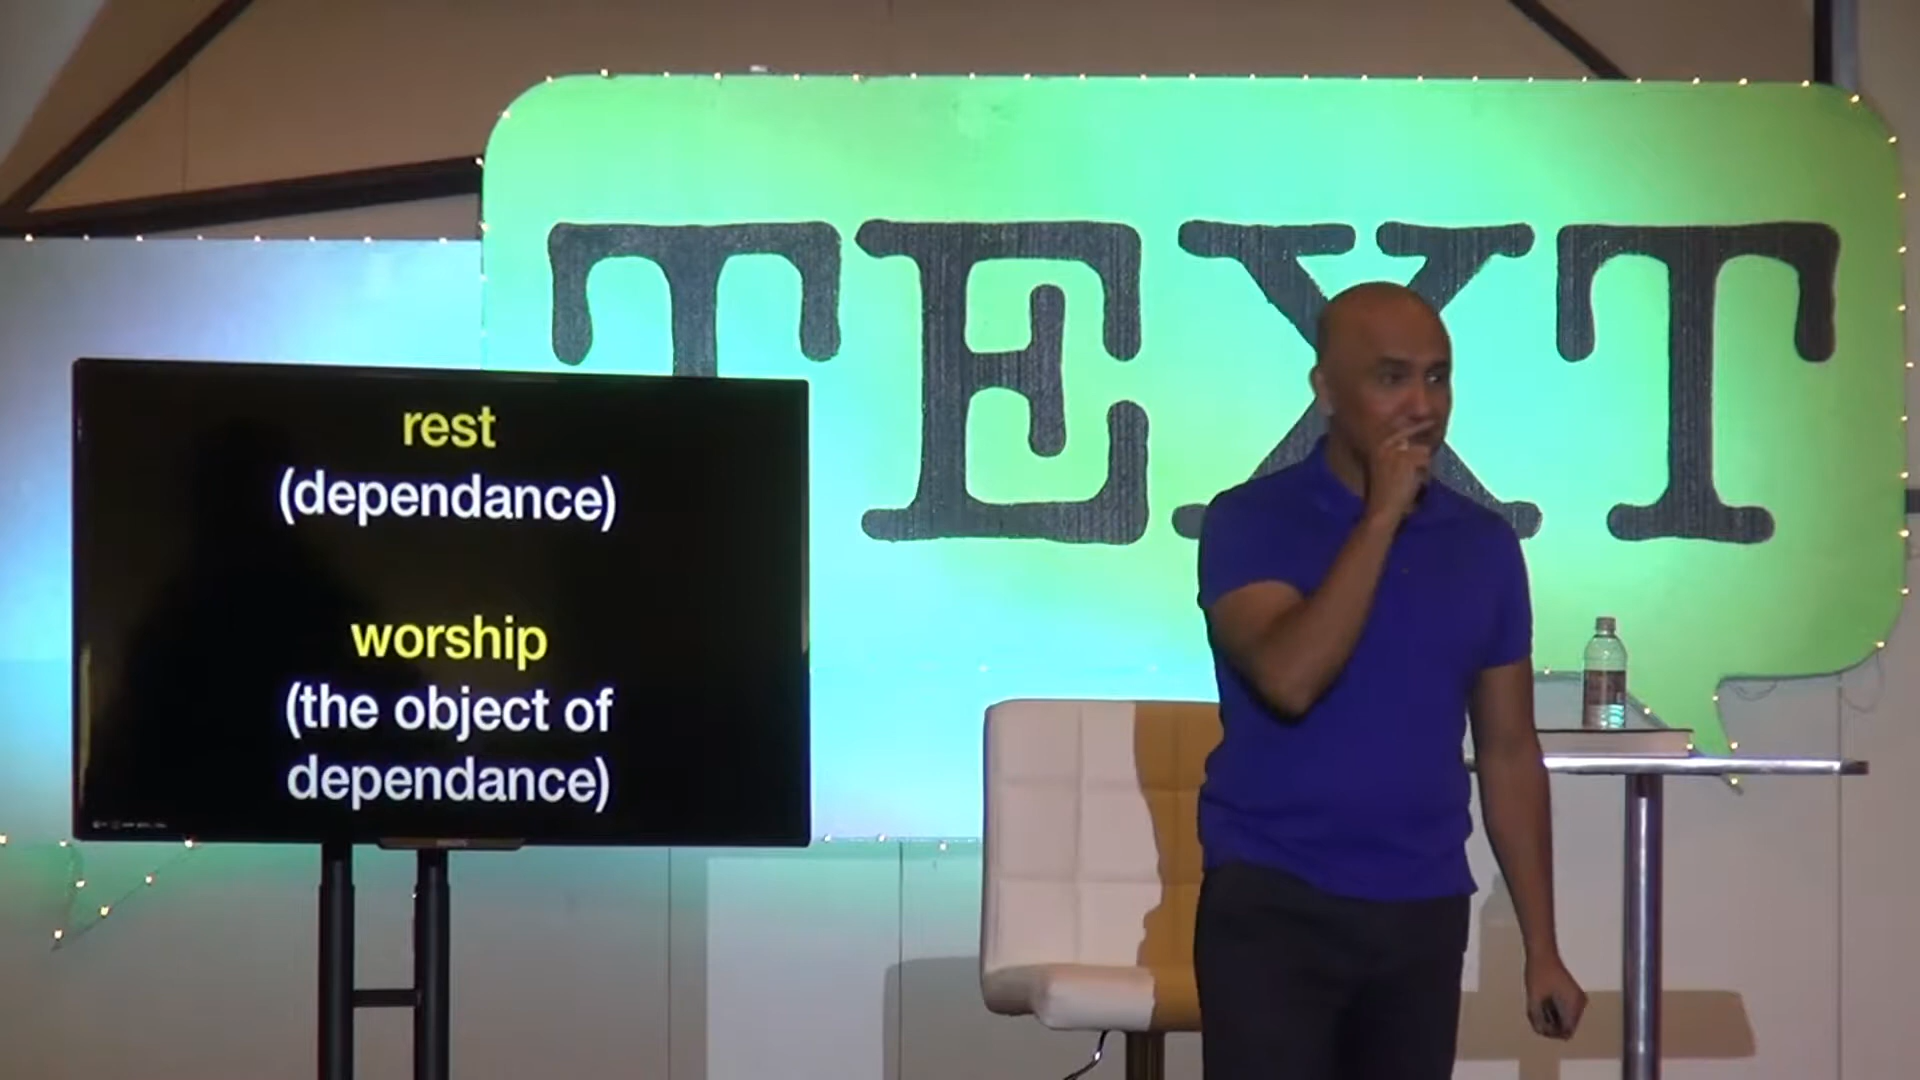 TEXT
rest
(dependance)
worship
(the object of
dependance)